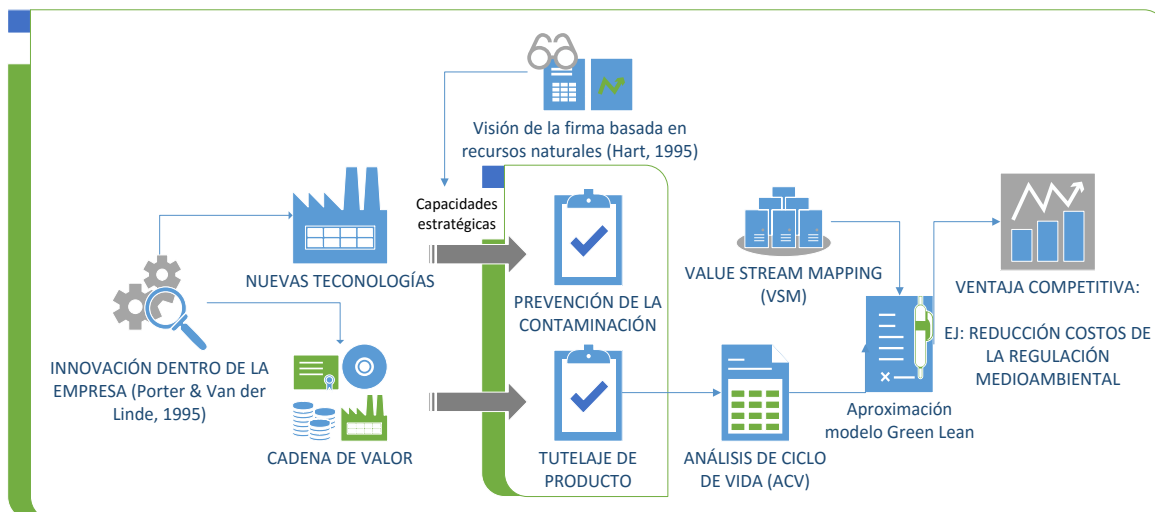 Visión de la firma basada en
recursos naturales (Hart, 1995)
Capacidades
estratégicas
NUEVAS TECONOLOGÍAS
PREVENCIÓN DE LA
CONTAMINACIÓN
VALUE STREAM MAPPING
(VSM)
VENTAJA COMPETITIVA:
EJ: REDUCCIÓN COSTOS DE
LA REGULACIÓN
MEDIOAMBIENTAL
INNOVACIÓN DENTRO DE LA
EMPRESA (Porter & Van der
Linde, 1995)
CADENA DE VALOR
TUTELAJE DE
PRODUCTO
ANÁLISIS DE CICLO
DE VIDA (ACV)
Aproximación
modelo Green Lean